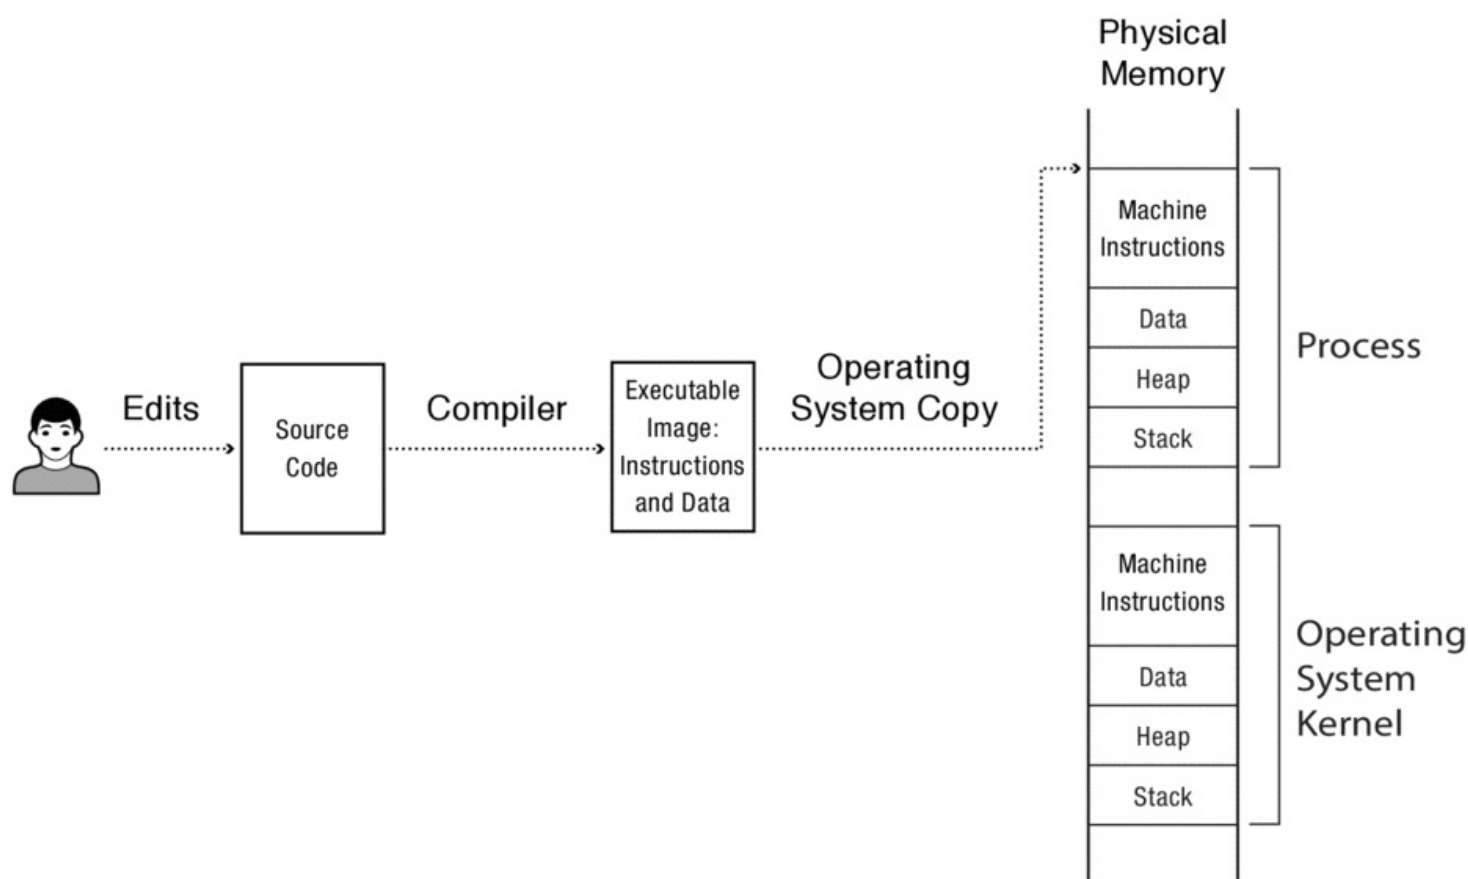 Physical
Memory
Edits
Source
Code
Compiler
Executable
Image:
Instructions
and Data
Operating
System Copy
Machine
Instructions
Data
Heap
Stack
Process
Machine
Instructions
Data
Heap
Stack
Operating
System
Kernel